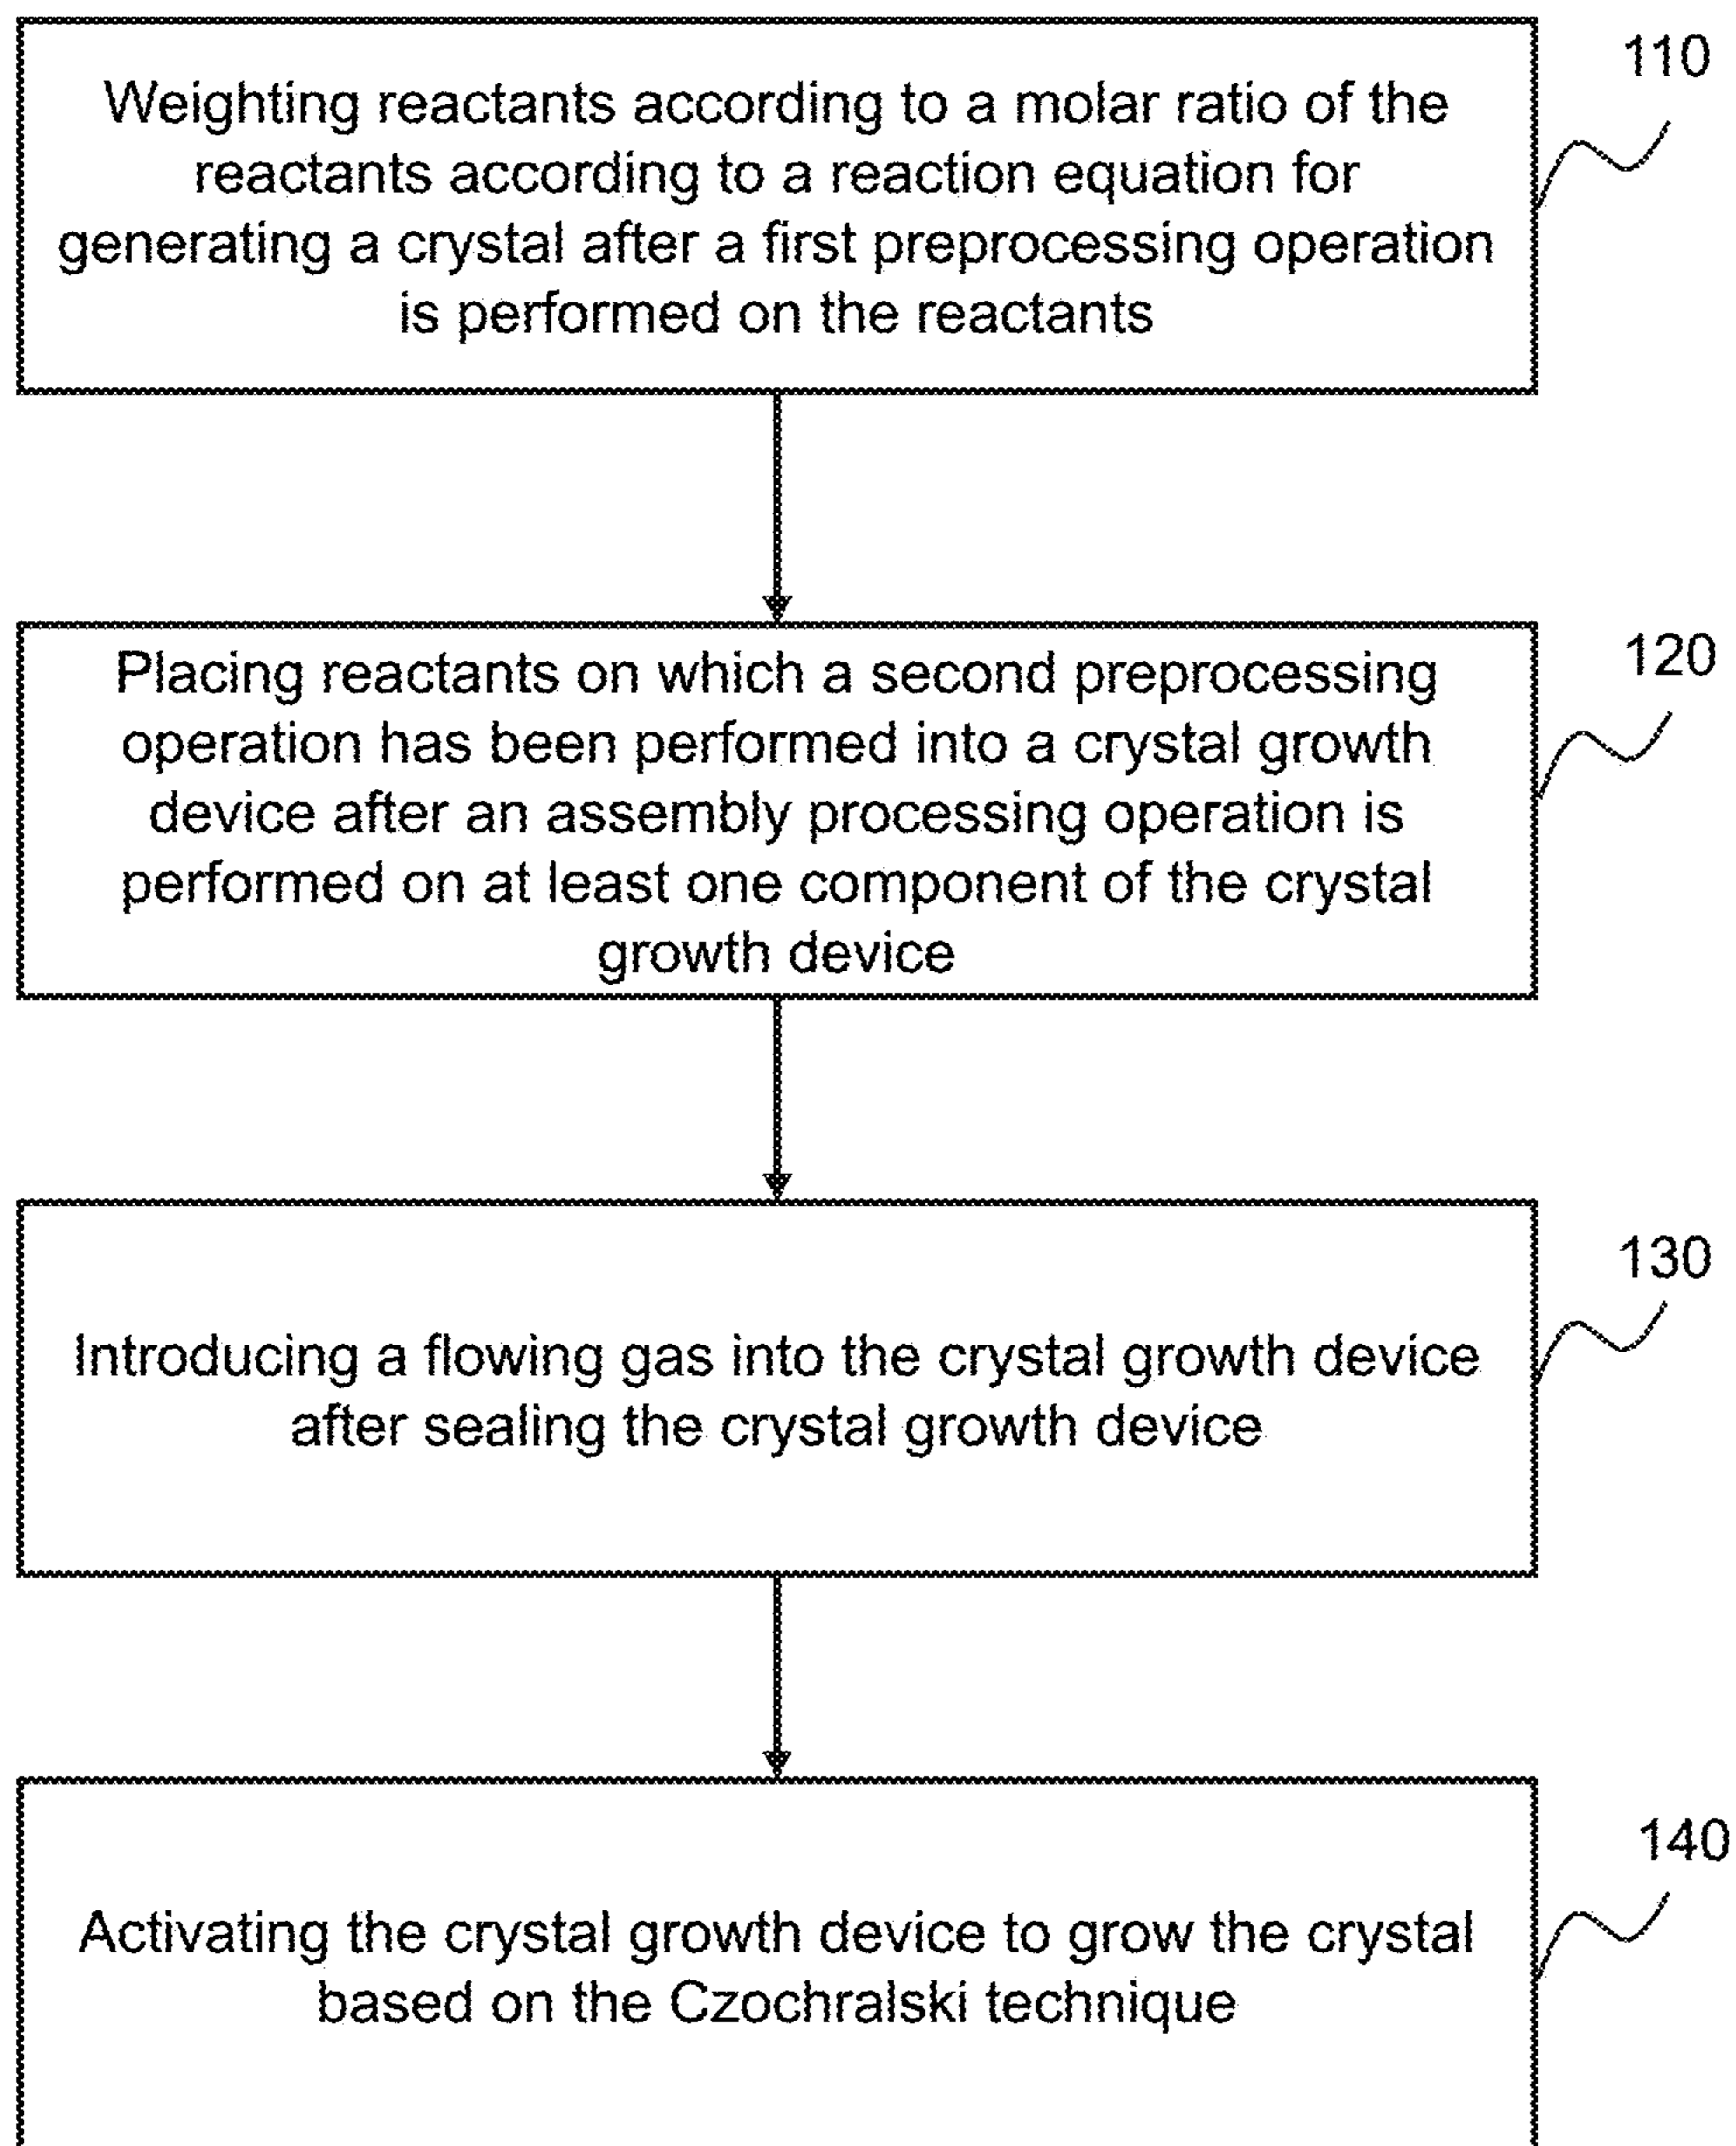 110
Weighting reactants according to a molar ratio of the
reactants according to a reaction equation for
generating a crystal after a first preprocessing operation
is performed on the reactants
120
Placing reactants on which a second preprocessing
operation has been performed into a crystal growth
device after an assembly processing operation is
performed on at least one component of the crystal
growth device
130
Introducing a flowing gas into the crystal growth device
after sealing the crystal growth device
140
Activating the crystal growth device to grow the crystal
based on the Czochralski technique